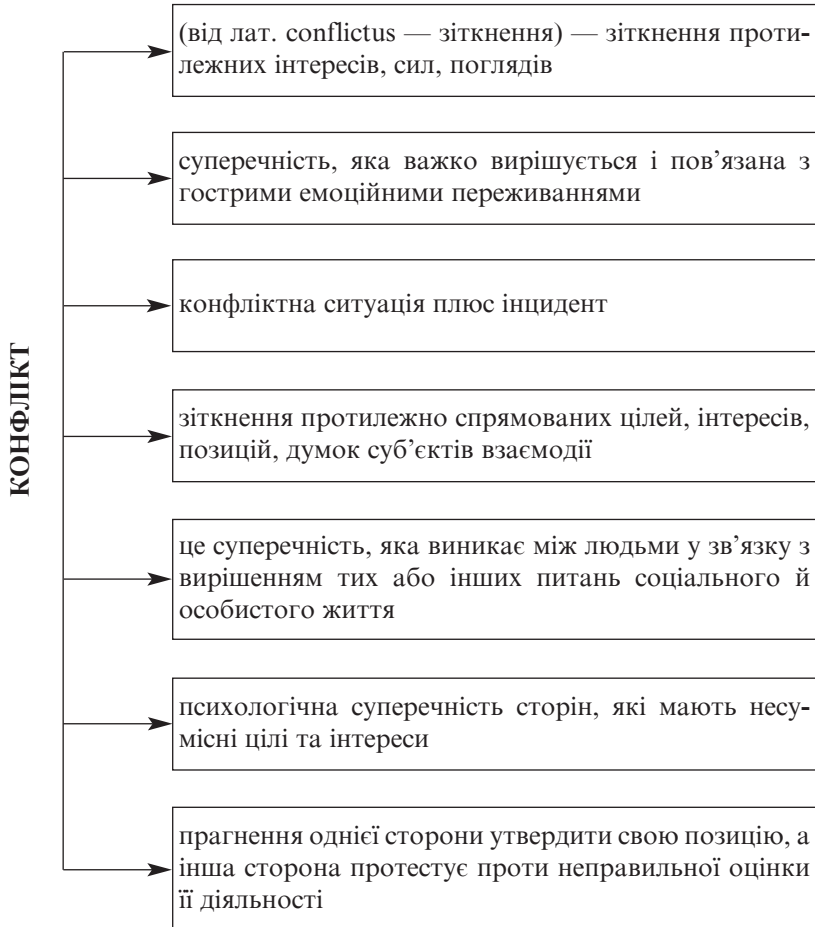 КОНФЛІКТ
(від лат. conflictus — зіткнення) — зіткнення проти-
лежних інтересів, сил, поглядів
суперечність, яка важко вирішується і пов’язана з
гострими емоційними переживаннями
конфліктна ситуація плюс інцидент
зіткнення протилежно спрямованих цілей, інтересів,
позицій, думок суб’єктів взаємодії
це суперечність, яка виникає між людьми у зв’язку з
вирішенням тих або інших питань соціального й
особистого життя
психологічна суперечність сторін, які мають несу-
місні цілі та інтереси
прагнення однієї сторони утвердити свою позицію, а
інша сторона протестує проти неправильної оцінки
її діяльності